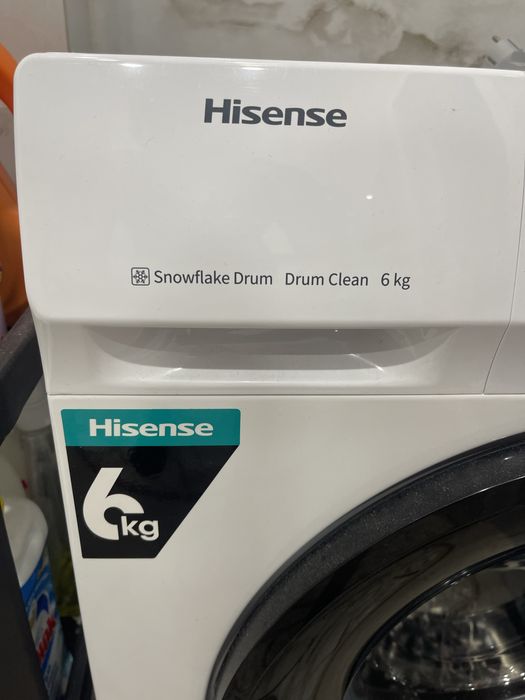 Hisense
Snowflake Drum Drum Clean 6 kg
Hisense
6kg